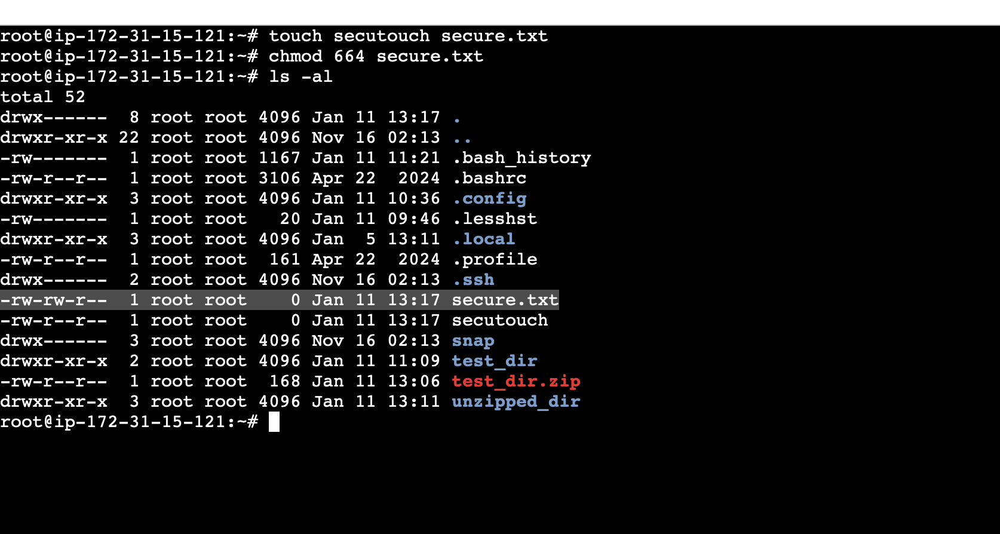 root@ip-172-31-15-121:~# touch secutouch secure.txt
root@ip-172-31-15-121:~# chmod 664 secure.txt
root@ip-172-31-15-121:~# ls -al
total 52
drwx------  8 root root 4096 Jan 11 13:17 .
drwxr-xr-x 22 root root 4096 Nov 16 02:13 ..
-rw-------  1 root root 1167 Jan 11 11:21 .bash_history
-rw-r--r--  1 root root 3106 Apr 22  2024 .bashrc
drwxr-xr-x  3 root root 4096 Jan 11 10:36 .config
-rw-------  1 root root   20 Jan 11 09:46 .lesshst
drwxr-xr-x  3 root root 4096 Jan  5 13:11 .local
-rw-r--r--  1 root root  161 Apr 22  2024 .profile
drwx------  2 root root 4096 Nov 16 02:13 .ssh
-rw-rw-r--  1 root root    0 Jan 11 13:17 secure.txt
-rw-r--r--  1 root root    0 Jan 11 13:17 secutouch
drwx------  3 root root 4096 Nov 16 02:13 snap
drwxr-xr-x  2 root root 4096 Jan 11 11:09 test_dir
-rw-r--r--  1 root root  168 Jan 11 13:06 test_dir.zip
drwxr-xr-x  3 root root 4096 Jan 11 13:11 unzipped_dir
root@ip-172-31-15-121:~#